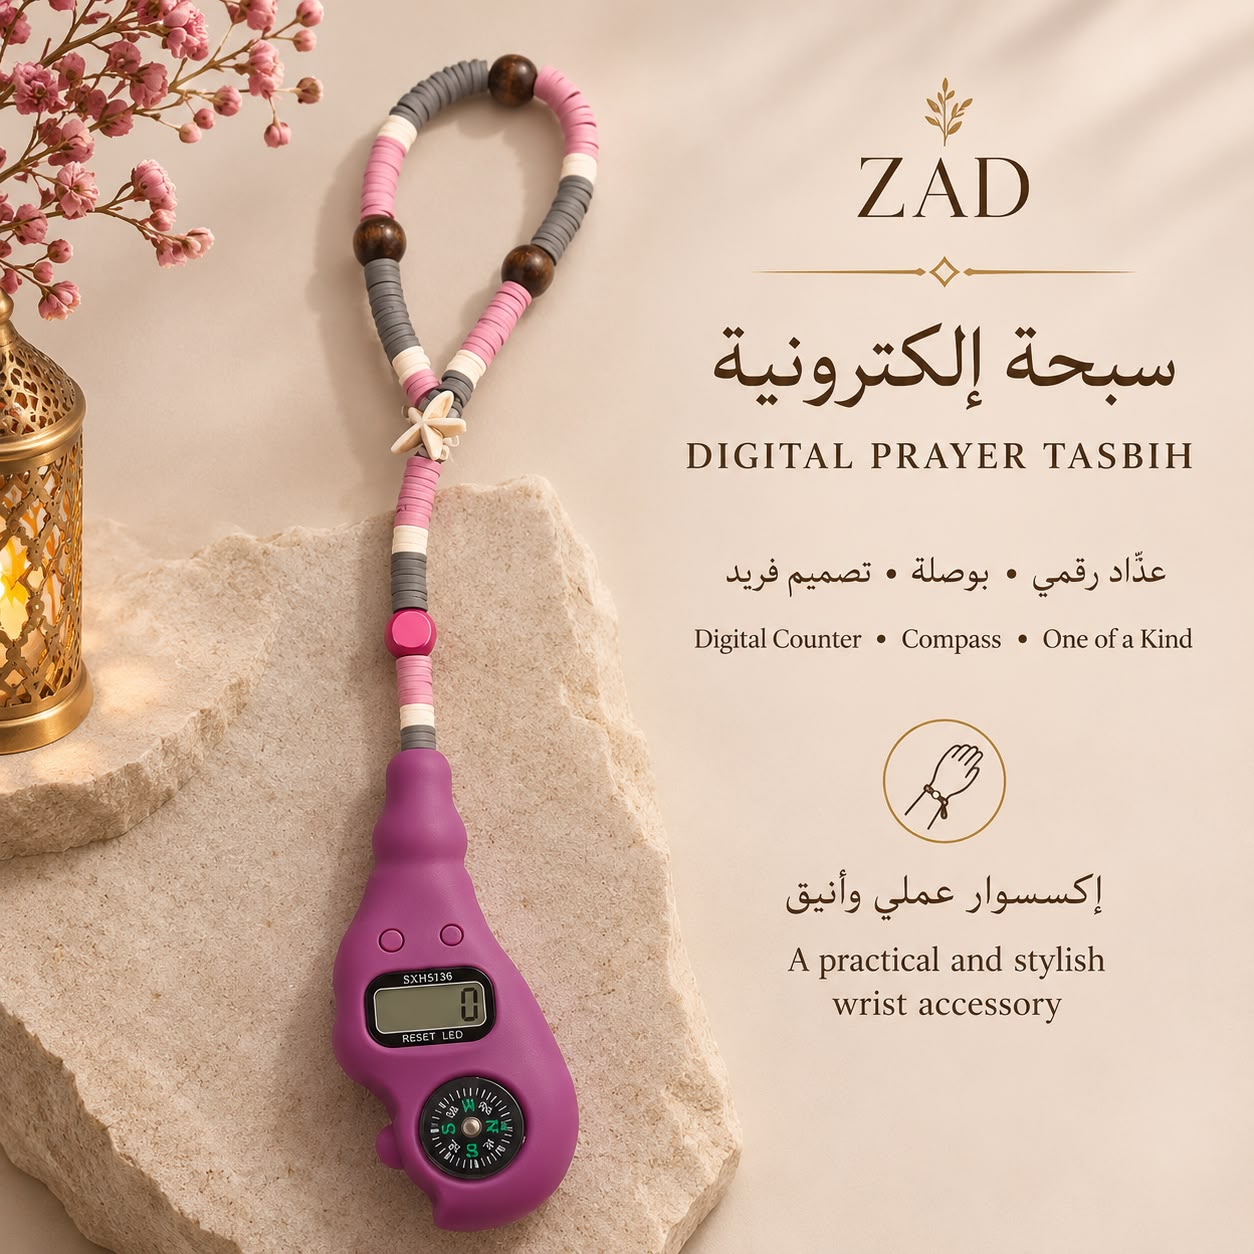 ZAD
سبحة إلكترونية
DIGITAL PRAYER TASBIH
عدّاد رقمي • بوصلة • تصميم فريد
Digital Counter • Compass • One of a Kind
إكسسوار عملي وأنيق
A practical and stylish
wrist accessory
SXH5136
0
RESET LED